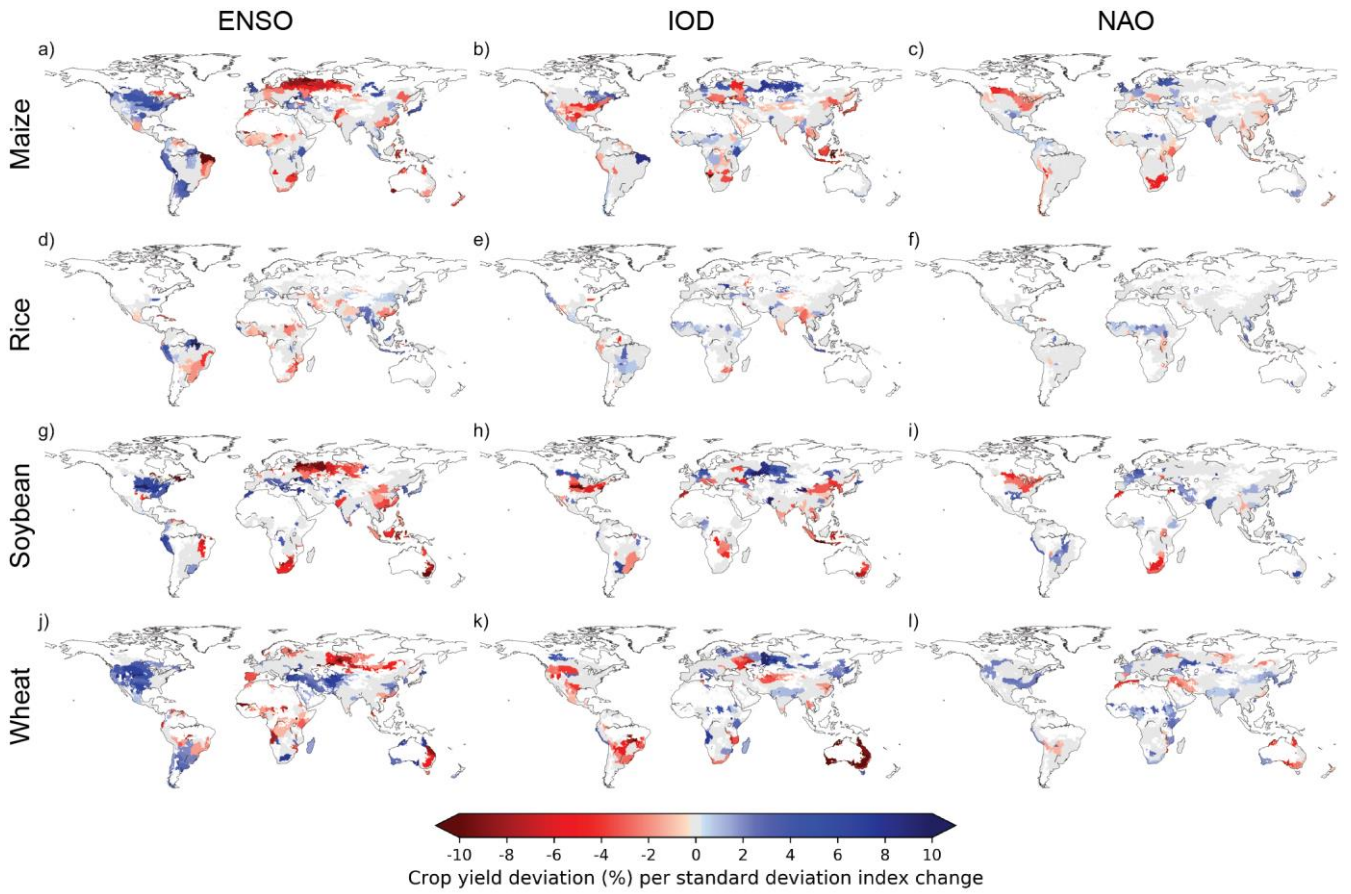 ENSO IOD NAO
a) b) c)
Maize
d) e) f)
Rice
g) h) i)
Soybean
j) k) l)
Wheat
-10 -8 -6 -4 -2 0 2 4 6 8 10
Crop yield deviation (%) per standard deviation index change